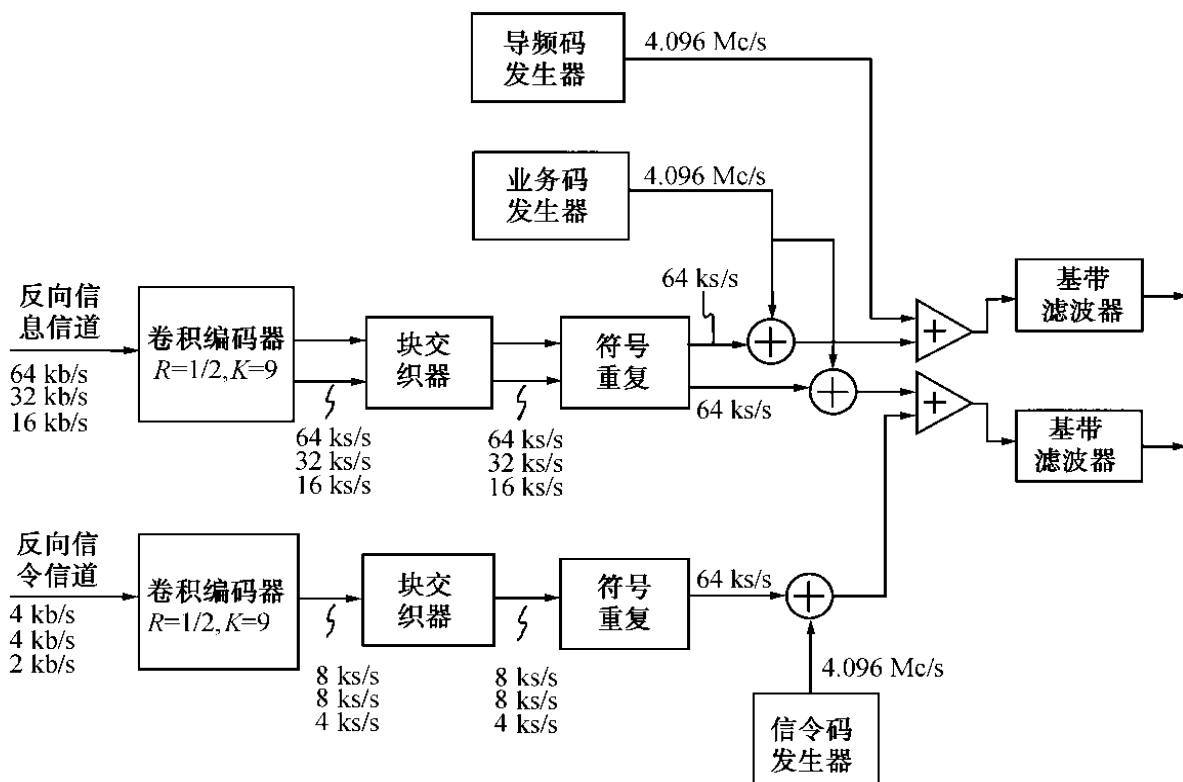 导频码
发生器
4.096 Mc/s
业务码
发生器
4.096 Mc/s
反向信
息信道
64 kb/s
32 kb/s
16 kb/s
卷积编码器
R=1/2,K=9
64 ks/s
32 ks/s
16 ks/s
块交
织器
64 ks/s
32 ks/s
16 ks/s
符号
重复
64 ks/s
64 ks/s
+
+
基带
滤波器
基带
滤波器
反向信
令信道
4 kb/s
4 kb/s
2 kb/s
卷积编码器
R=1/2,K=9
8 ks/s
8 ks/s
4 ks/s
块交
织器
8 ks/s
8 ks/s
4 ks/s
符号
重复
64 ks/s
4.096 Mc/s
信令码
发生器